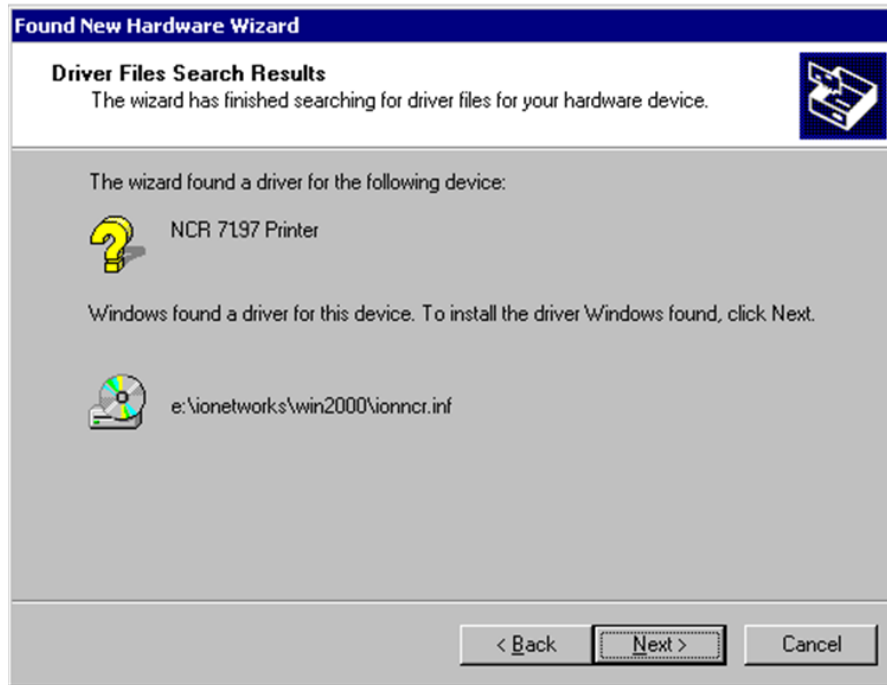 Found New Hardware Wizard
Driver Files Search Results
The wizard has finished searching for driver files for your hardware device.
The wizard found a driver for the following device:
NCR 7197 Printer
Windows found a driver for this device. To install the driver Windows found, click Next.
e:\ionetworks\win2000\ionncr.inf
< Back
Next >
Cancel